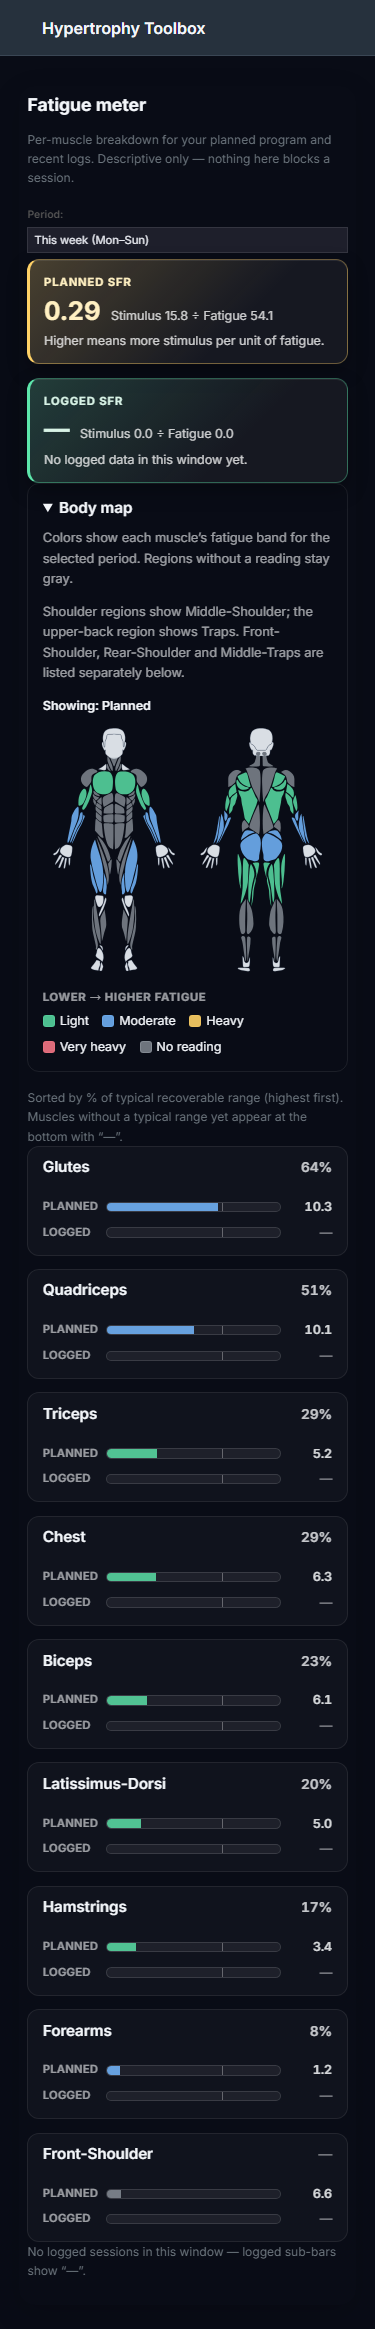 Hypertrophy Toolbox
Fatigue meter
Per-muscle breakdown for your planned program and
recent logs. Descriptive only — nothing here blocks a
session.
Period:
This week (Mon–Sun)
PLANNED SFR
0.29 Stimulus 15.8 ÷ Fatigue 54.1
Higher means more stimulus per unit of fatigue.
LOGGED SFR
— Stimulus 0.0 ÷ Fatigue 0.0
No logged data in this window yet.
▼ Body map
Colors show each muscle’s fatigue band for the
selected period. Regions without a reading stay
gray.
Shoulder regions show Middle-Shoulder; the
upper-back region shows Traps. Front-
Shoulder, Rear-Shoulder and Middle-Traps are
listed separately below.
Showing: Planned
LOWER → HIGHER FATIGUE
Light Moderate Heavy
Very heavy No reading
Sorted by % of typical recoverable range (highest first).
Muscles without a typical range yet appear at the
bottom with “—”.
Glutes 64%
PLANNED 10.3
LOGGED —
Quadriceps 51%
PLANNED 10.1
LOGGED —
Triceps 29%
PLANNED 5.2
LOGGED —
Chest 29%
PLANNED 6.3
LOGGED —
Biceps 23%
PLANNED 6.1
LOGGED —
Latissimus-Dorsi 20%
PLANNED 5.0
LOGGED —
Hamstrings 17%
PLANNED 3.4
LOGGED —
Forearms 8%
PLANNED 1.2
LOGGED —
Front-Shoulder —
PLANNED 6.6
LOGGED —
No logged sessions in this window — logged sub-bars
show “—”.